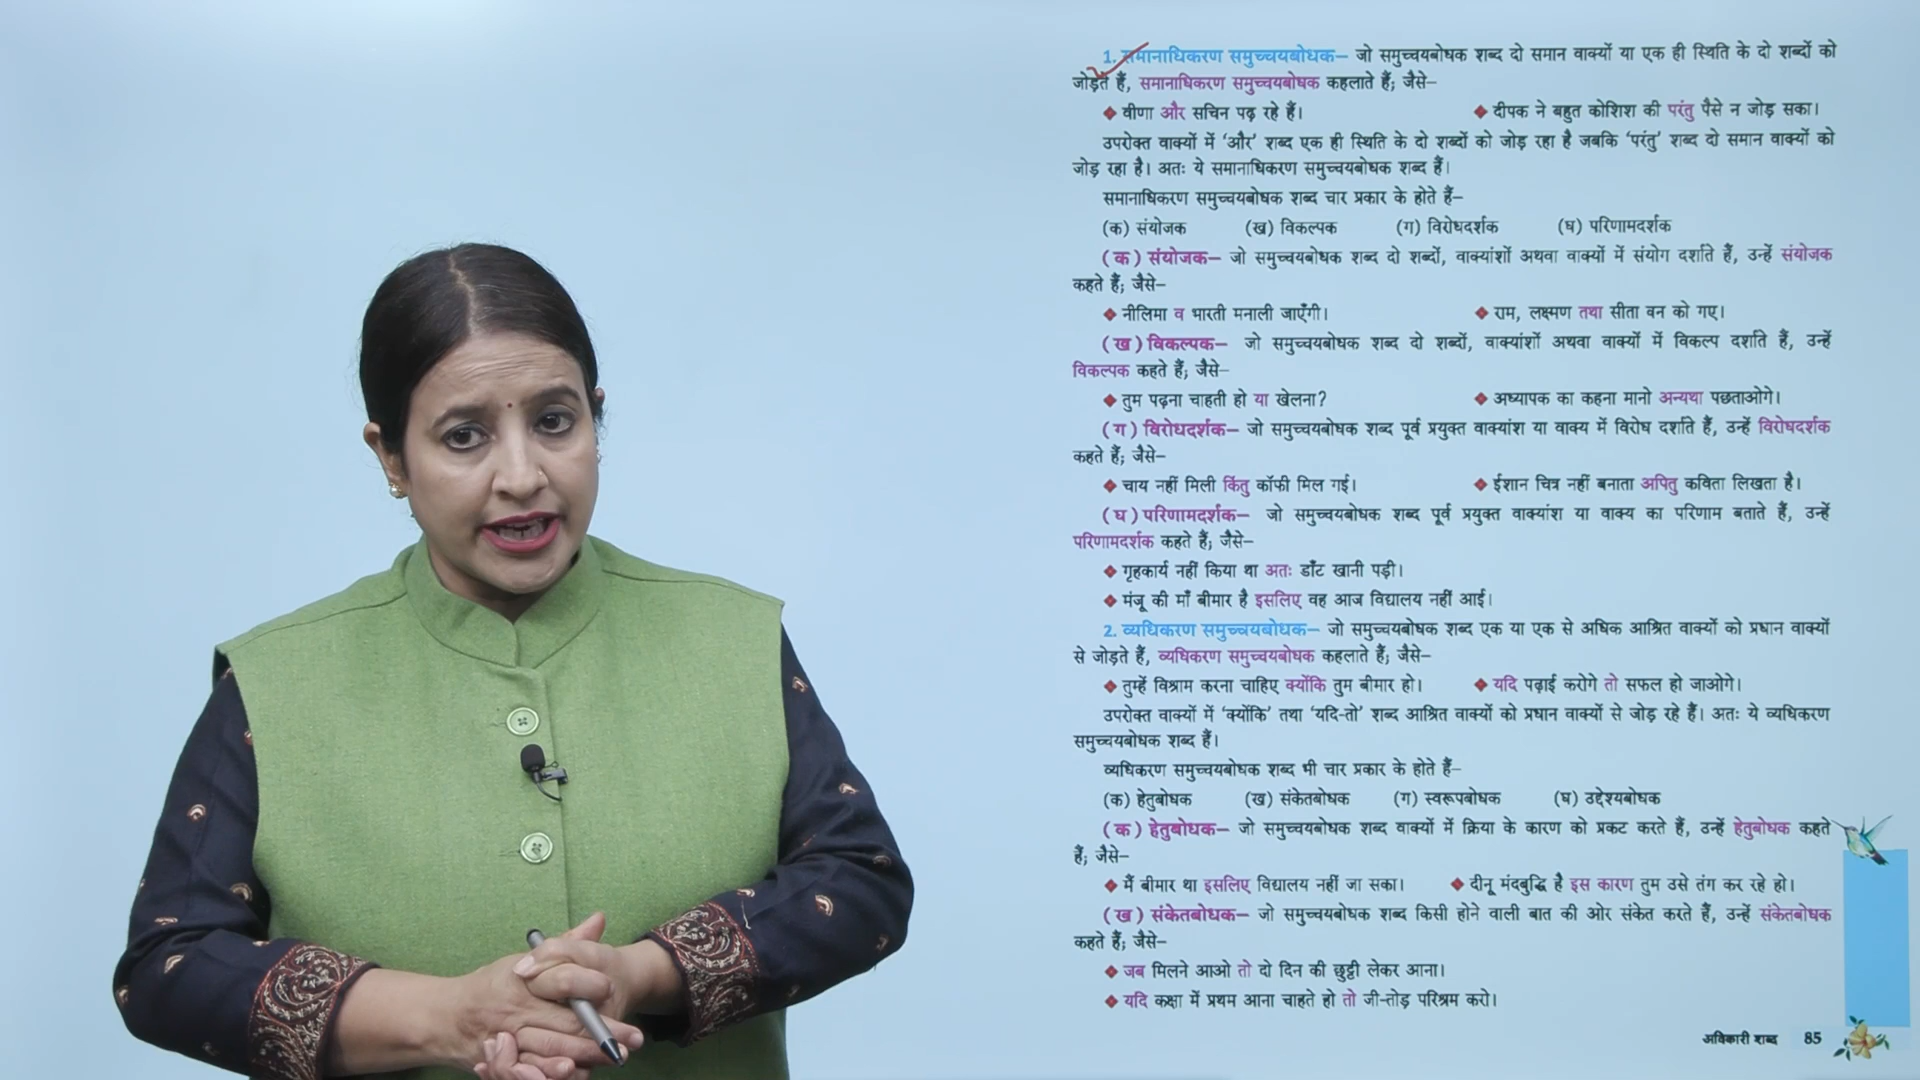 1. समानाधिकरण समुच्चयबोधक– जो समुच्चयबोधक शब्द दो समान वाक्यों या एक ही स्थिति के दो शब्दों को
जोड़ते हैं, समानाधिकरण समुच्चयबोधक कहलाते हैं; जैसे–
❖ वीणा और सचिन पढ़ रहे हैं। ❖ दीपक ने बहुत कोशिश की परंतु पैसे न जोड़ सका।
उपरोक्त वाक्यों में ‘और’ शब्द एक ही स्थिति के दो शब्दों को जोड़ रहा है जबकि ‘परंतु’ शब्द दो समान वाक्यों को
जोड़ रहा है। अतः ये समानाधिकरण समुच्चयबोधक शब्द हैं।
समानाधिकरण समुच्चयबोधक शब्द चार प्रकार के होते हैं–
(क) संयोजक (ख) विकल्पक (ग) विरोधदर्शक (घ) परिणामदर्शक
(क) संयोजक– जो समुच्चयबोधक शब्द दो शब्दों, वाक्यांशों अथवा वाक्यों में संयोग दर्शाते हैं, उन्हें संयोजक
कहते हैं; जैसे–
❖ नीलिमा व भारती मनाली जाएँगी। ❖ राम, लक्ष्मण तथा सीता वन को गए।
(ख) विकल्पक– जो समुच्चयबोधक शब्द दो शब्दों, वाक्यांशों अथवा वाक्यों में विकल्प दर्शाते हैं, उन्हें
विकल्पक कहते हैं; जैसे–
❖ तुम पढ़ना चाहती हो या खेलना? ❖ अध्यापक का कहना मानो अन्यथा पछताओगे।
(ग) विरोधदर्शक– जो समुच्चयबोधक शब्द पूर्व प्रयुक्त वाक्यांश या वाक्य में विरोध दर्शाते हैं, उन्हें विरोधदर्शक
कहते हैं; जैसे–
❖ चाय नहीं मिली किंतु कॉफी मिल गई। ❖ ईशान चित्र नहीं बनाता अपितु कविता लिखता है।
(घ) परिणामदर्शक– जो समुच्चयबोधक शब्द पूर्व प्रयुक्त वाक्यांश या वाक्य का परिणाम बताते हैं, उन्हें
परिणामदर्शक कहते हैं; जैसे–
❖ गृहकार्य नहीं किया था अतः डाँट खानी पड़ी।
❖ मंजू की माँ बीमार है इसलिए वह आज विद्यालय नहीं आई।
2. व्यधिकरण समुच्चयबोधक– जो समुच्चयबोधक शब्द एक या एक से अधिक आश्रित वाक्यों को प्रधान वाक्यों
से जोड़ते हैं, व्यधिकरण समुच्चयबोधक कहलाते हैं; जैसे–
❖ तुम्हें विश्राम करना चाहिए क्योंकि तुम बीमार हो। ❖ यदि पढ़ाई करोगे तो सफल हो जाओगे।
उपरोक्त वाक्यों में ‘क्योंकि’ तथा ‘यदि-तो’ शब्द आश्रित वाक्यों को प्रधान वाक्यों से जोड़ रहे हैं। अतः ये व्यधिकरण
समुच्चयबोधक शब्द हैं।
व्यधिकरण समुच्चयबोधक शब्द भी चार प्रकार के होते हैं–
(क) हेतुबोधक (ख) संकेतबोधक (ग) स्वरूपबोधक (घ) उद्देश्यबोधक
(क) हेतुबोधक– जो समुच्चयबोधक शब्द वाक्यों में क्रिया के कारण को प्रकट करते हैं, उन्हें हेतुबोधक कहते
हैं; जैसे–
❖ मैं बीमार था इसलिए विद्यालय नहीं जा सका। ❖ दीनू मंदबुद्धि है इस कारण तुम उसे तंग कर रहे हो।
(ख) संकेतबोधक– जो समुच्चयबोधक शब्द किसी होने वाली बात की ओर संकेत करते हैं, उन्हें संकेतबोधक
कहते हैं; जैसे–
❖ जब मिलने आओ तो दो दिन की छुट्टी लेकर आना।
❖ यदि कक्षा में प्रथम आना चाहते हो तो जी-तोड़ परिश्रम करो।
अविकारी शब्द 85